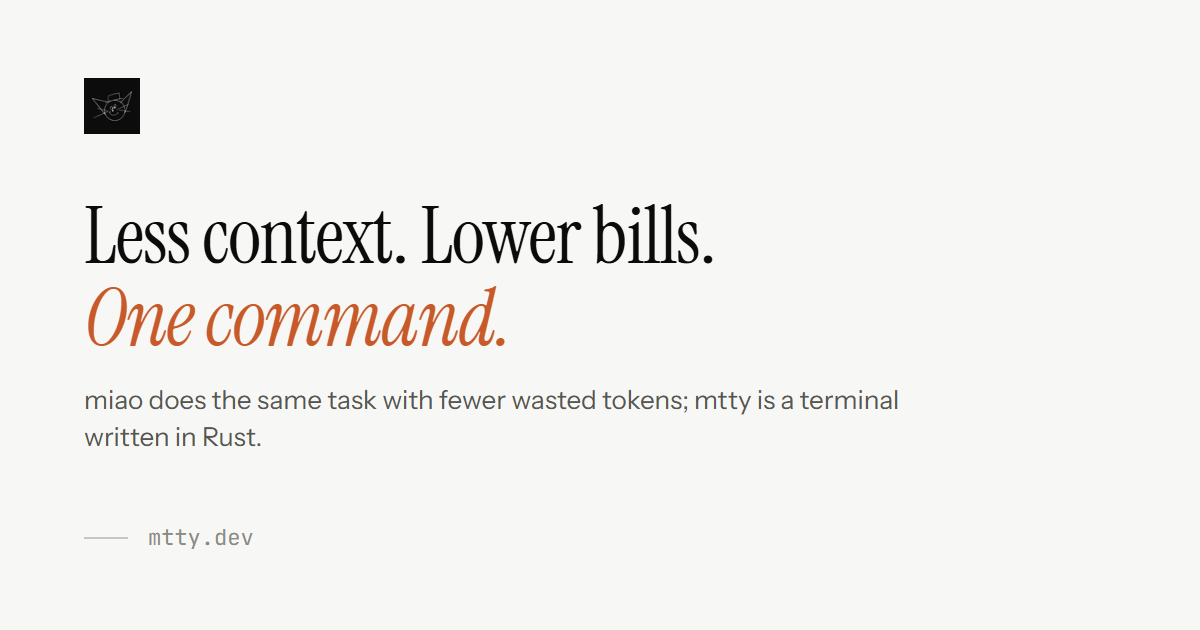 Less context. Lower bills.
One command.
miao does the same task with fewer wasted tokens; mtty is a terminal
written in Rust.
mtty.dev